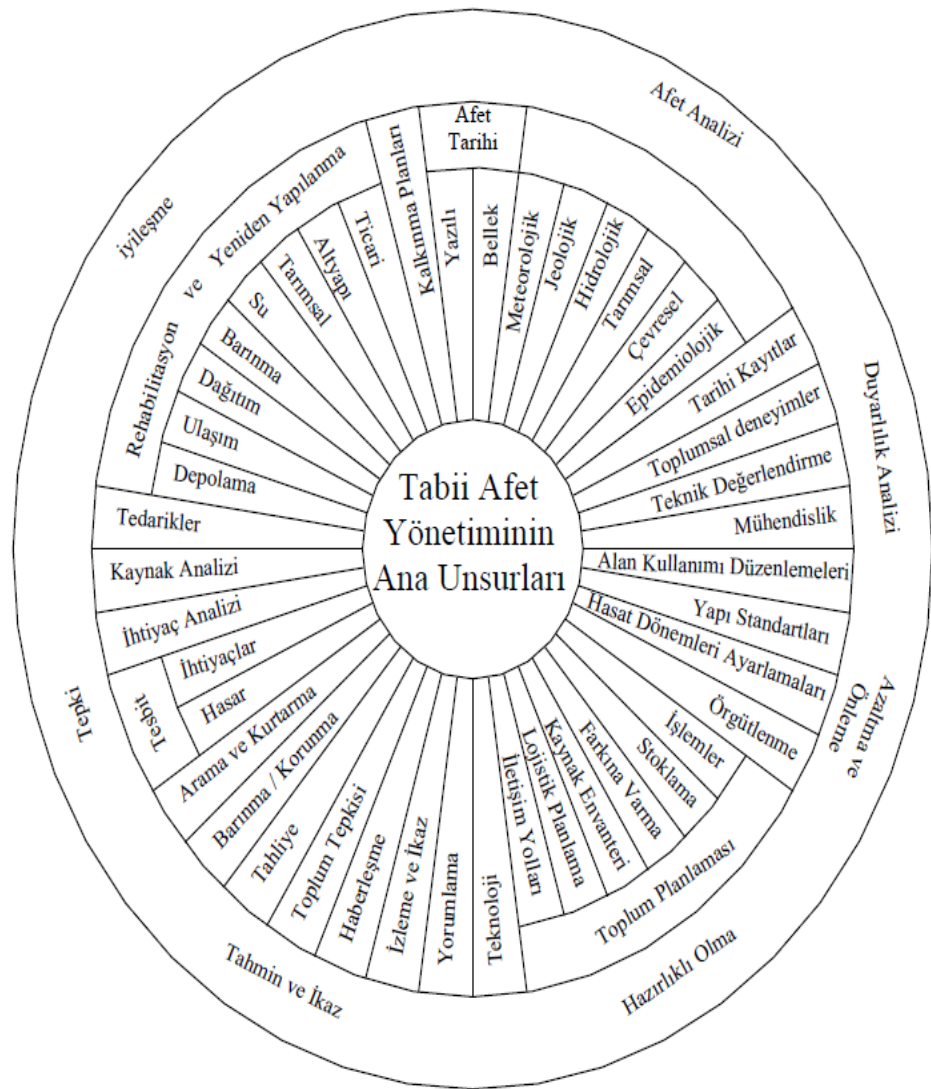 Tabii Afet
Yönetiminin
Ana Unsurları
Afet Analizi
Afet
Tarihi
Yazılı
Bellek
Meteorolojik
Jeolojik
Hidrolojik
Tarımsal
Çevresel
Epidemiolojik
Duyarlılık Analizi
Tarihi Kayıtlar
Toplumsal deneyimler
Teknik Değerlendirme
Mühendislik
Azaltma ve
Önleme
Alan Kullanımı Düzenlemeleri
Yapı Standartları
Hasat Dönemleri Ayarlamaları
Hazırlıklı Olma
Örgütlenme
Toplum Planlaması
İşlemler
Stoklama
Farkına Varma
Kaynak Envanteri
Lojistik Planlama
İletişim Yolları
Tahmin ve İkaz
Teknoloji
Yorumlama
İzleme ve İkaz
Haberleşme
Toplum Tepkisi
Tepki
Tahliye
Barınma / Korunma
Arama ve Kurtarma
Tesbit
Hasar
İhtiyaçlar
İhtiyaç Analizi
Kaynak Analizi
iyileşme
Tedarikler
Rehabilitasyon ve Yeniden Yapılanma
Depolama
Ulaşım
Dağıtım
Barınma
Su
Tarımsal
Altyapı
Ticari
Kalkınma Planları